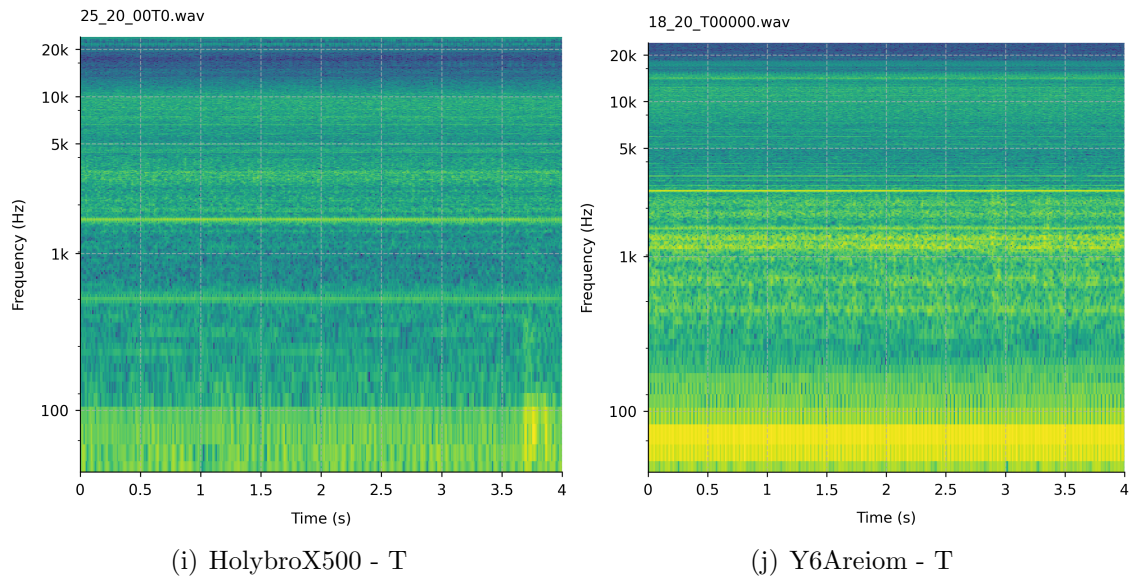 25_20_00T0.wav
20k
10k
5k
1k
100
Frequency (Hz)
0 0.5 1 1.5 2 2.5 3 3.5 4
Time (s)
(i) HolybroX500 - T
18_20_T00000.wav
20k
10k
5k
1k
100
Frequency (Hz)
0 0.5 1 1.5 2 2.5 3 3.5 4
Time (s)
(j) Y6Areiom - T